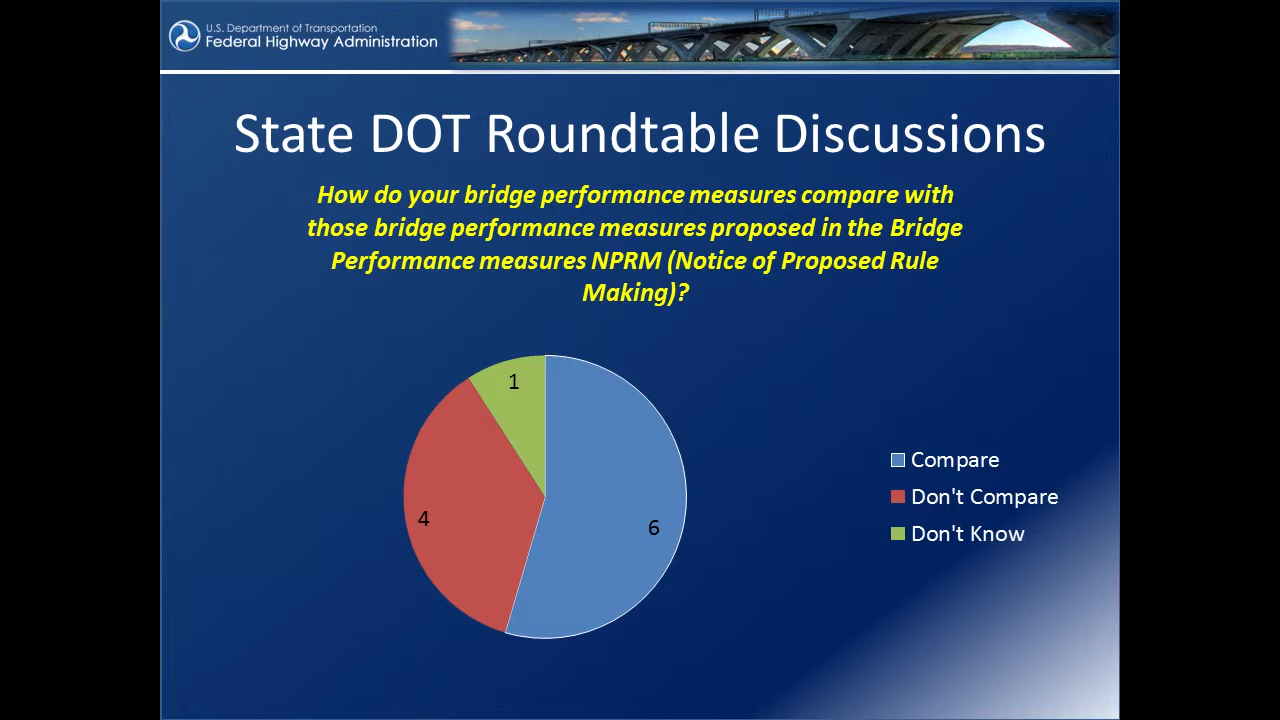 U.S. Department of Transportation
Federal Highway Administration
State DOT Roundtable Discussions
How do your bridge performance measures compare with
those bridge performance measures proposed in the Bridge
Performance measures NPRM (Notice of Proposed Rule
Making)?
1
4
6
Compare
Don't Compare
Don't Know